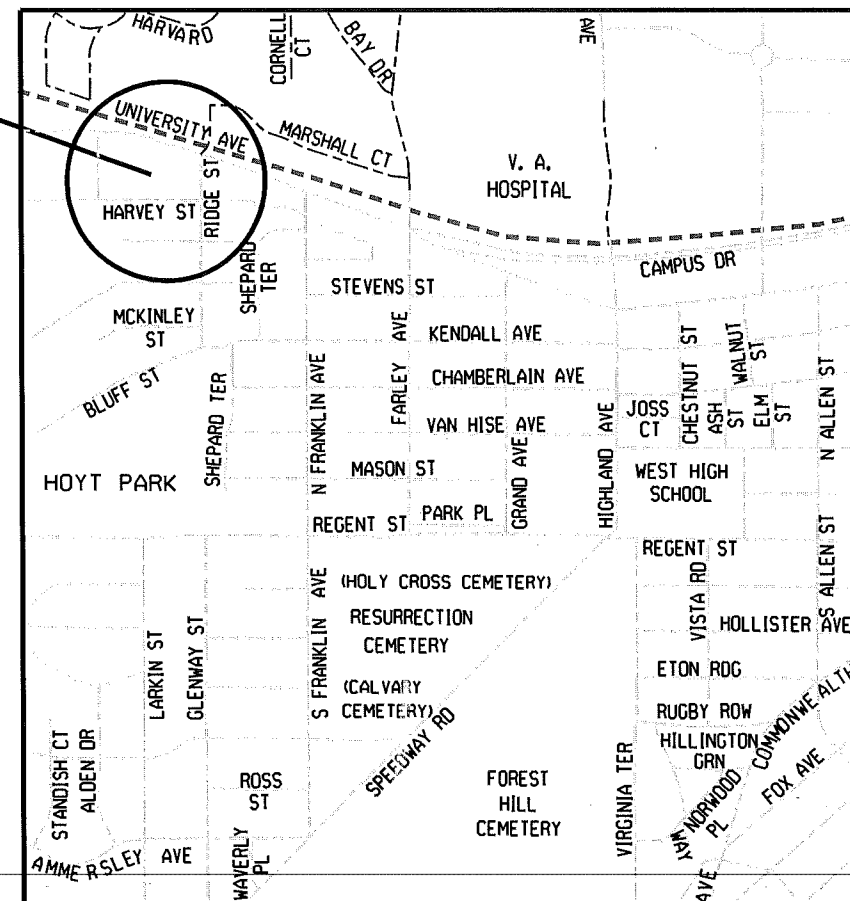 HARVARD
CORNELL
CT
BAY DR
AVE
UNIVERSITY AVE
MARSHALL CT
V. A.
HOSPITAL
HARVEY ST
RIDGE ST
SHEPARD
TER
CAMPUS DR
STEVENS ST
MCKINLEY
ST
KENDALL AVE
FARLEY AVE
CHESTNUT ST
WALNUT
ST
BLUFF ST
SHEPARD TER
N FRANKLIN AVE
CHAMBERLAIN AVE
VAN HISE AVE
HIGHLAND AVE
JOSS
CT
ASH
ST
ELM
ST
N ALLEN ST
HOYT PARK
MASON ST
GRAND AVE
WEST HIGH
SCHOOL
REGENT ST
PARK PL
REGENT ST
S ALLEN ST
(HOLY CROSS CEMETERY)
RESURRECTION
CEMETERY
VISTA RD
HOLLISTER AVE
LARKIN ST
GLENWAY ST
S FRANKLIN AVE
(CALVARY
CEMETERY)
ETON RDG
RUGBY ROW
HILLINGTON
GRN
COMMONWEALTH
STANDISH CT
ALDEN DR
SPEEDWAY RD
ROSS
ST
FOREST
HILL
CEMETERY
VIRGINIA TER
NORWOOD
PL
FOX AVE
WAY
AMMERSLEY AVE
WAVERLY
PL
AVE